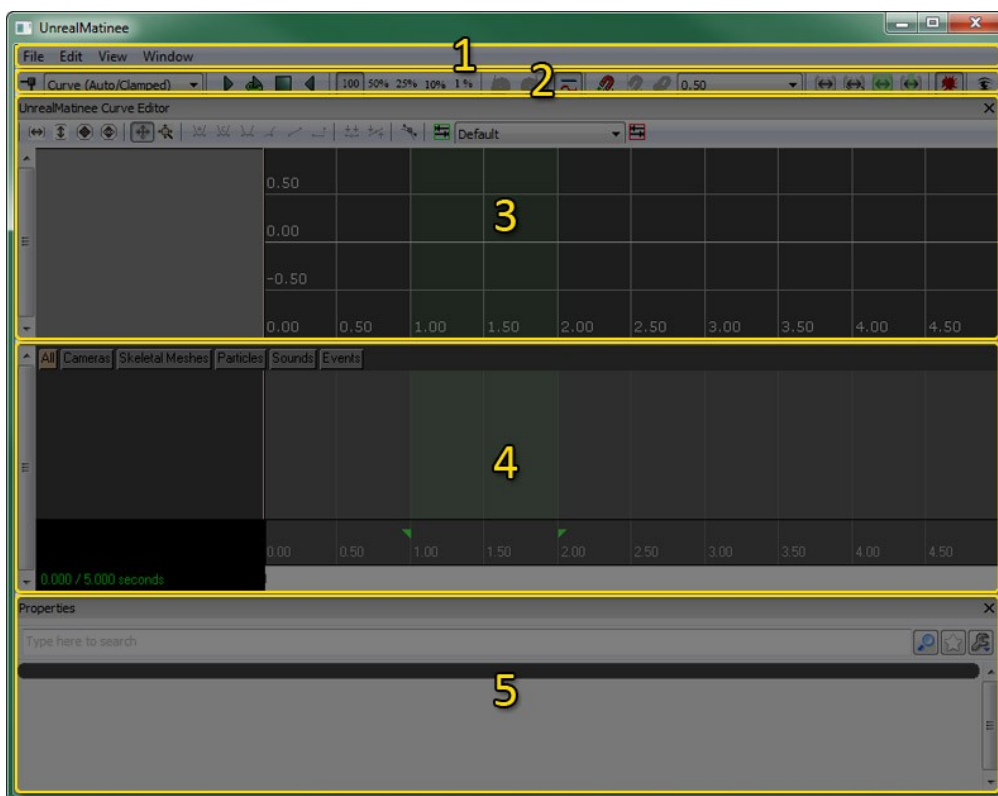 UnrealMatinee
1
File Edit View Window
2
Curve (Auto/Clamped) 100 50% 25% 10% 1% 0.50
UnrealMatinee Curve Editor
Default
0.50
3
0.00
-0.50
0.00 0.50 1.00 1.50 2.00 2.50 3.00 3.50 4.00 4.50
All Cameras Skeletal Meshes Particles Sounds Events
4
0.00 0.50 1.00 1.50 2.00 2.50 3.00 3.50 4.00 4.50
0.000 / 5.000 seconds
Properties
Type here to search
5